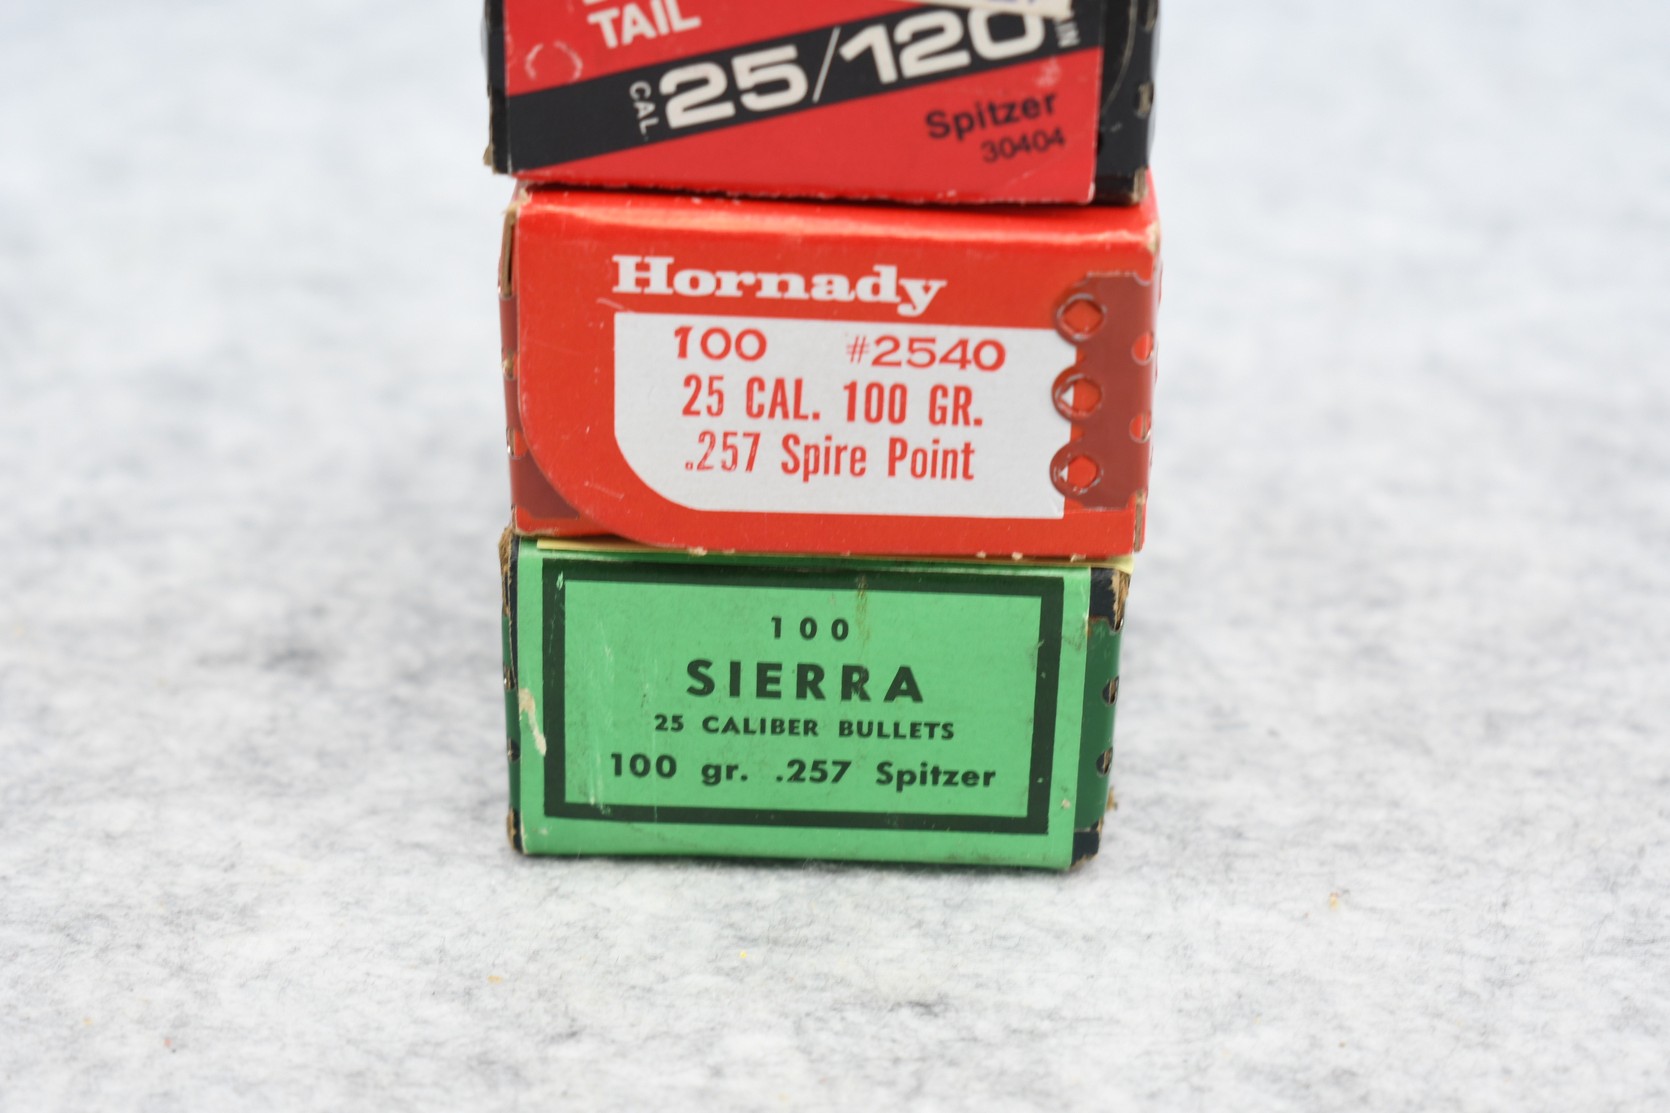 TAIL
CAL. 25/120
Spitzer
30404
Hornady
100 #2540
25 CAL. 100 GR.
.257 Spire Point
100
SIERRA
25 CALIBER BULLETS
100 gr. .257 Spitzer